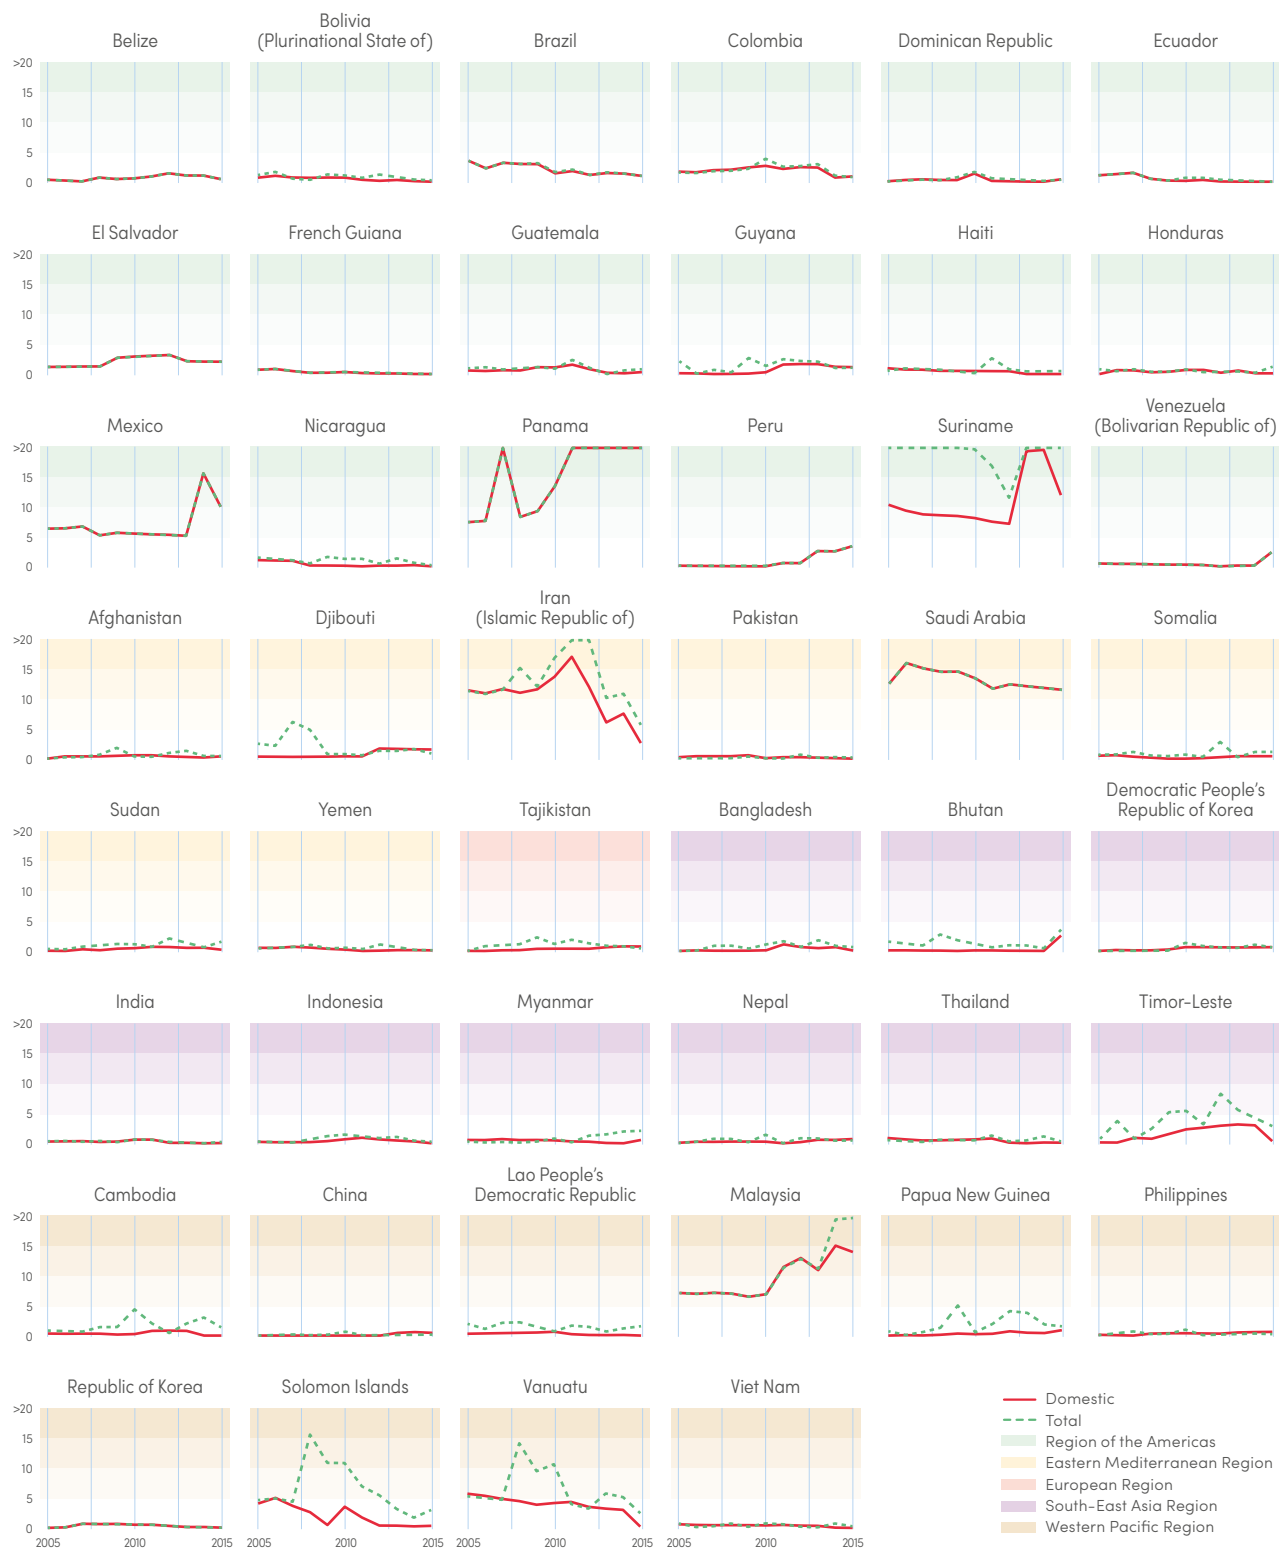 Belize
Bolivia
(Plurinational State of)
Brazil
Colombia
Dominican Republic
Ecuador
>20
15
10
5
0
El Salvador
French Guiana
Guatemala
Guyana
Haiti
Honduras
>20
15
10
5
0
Mexico
Nicaragua
Panama
Peru
Suriname
Venezuela
(Bolivarian Republic of)
>20
15
10
5
0
Afghanistan
Djibouti
Iran
(Islamic Republic of)
Pakistan
Saudi Arabia
Somalia
>20
15
10
5
0
Sudan
Yemen
Tajikistan
Bangladesh
Bhutan
Democratic People's
Republic of Korea
>20
15
10
5
0
India
Indonesia
Myanmar
Nepal
Thailand
Timor-Leste
>20
15
10
5
0
Cambodia
China
Lao People's
Democratic Republic
Malaysia
Papua New Guinea
Philippines
>20
15
10
5
0
Republic of Korea
Solomon Islands
Vanuatu
Viet Nam
>20
15
10
5
0
2005 2010 2015
2005 2010 2015
2005 2010 2015
2005 2010 2015
Domestic
Total
Region of the Americas
Eastern Mediterranean Region
European Region
South-East Asia Region
Western Pacific Region